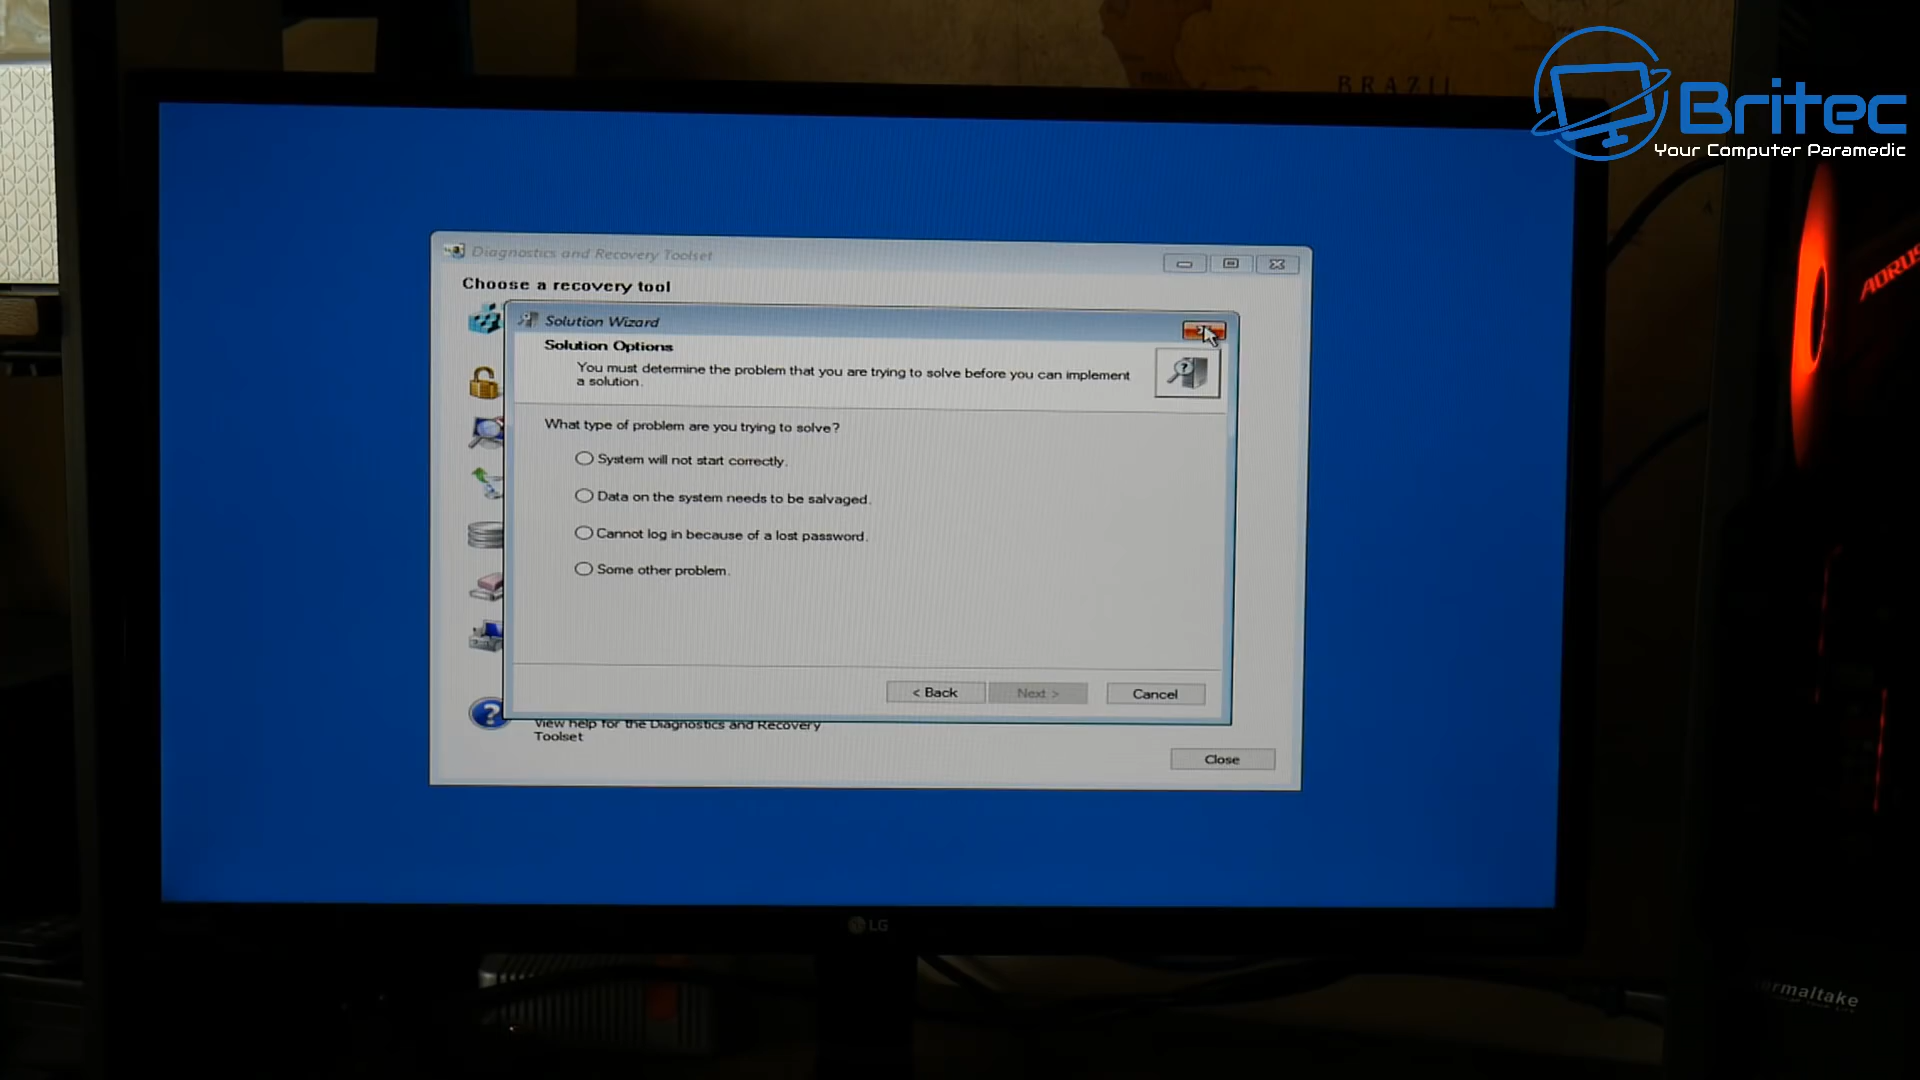 BRAZIL
Britec
Your Computer Paramedic
AORUS
Diagnostics and Recovery Toolset
Choose a recovery tool
Solution Wizard
Solution Options
You must determine the problem that you are trying to solve before you can implement
a solution.
What type of problem are you trying to solve?
System will not start correctly.
Data on the system needs to be salvaged.
Cannot log in because of a lost password.
Some other problem.
< Back
Next >
Cancel
View help for the Diagnostics and Recovery
Toolset
Close
LG
ermaltake